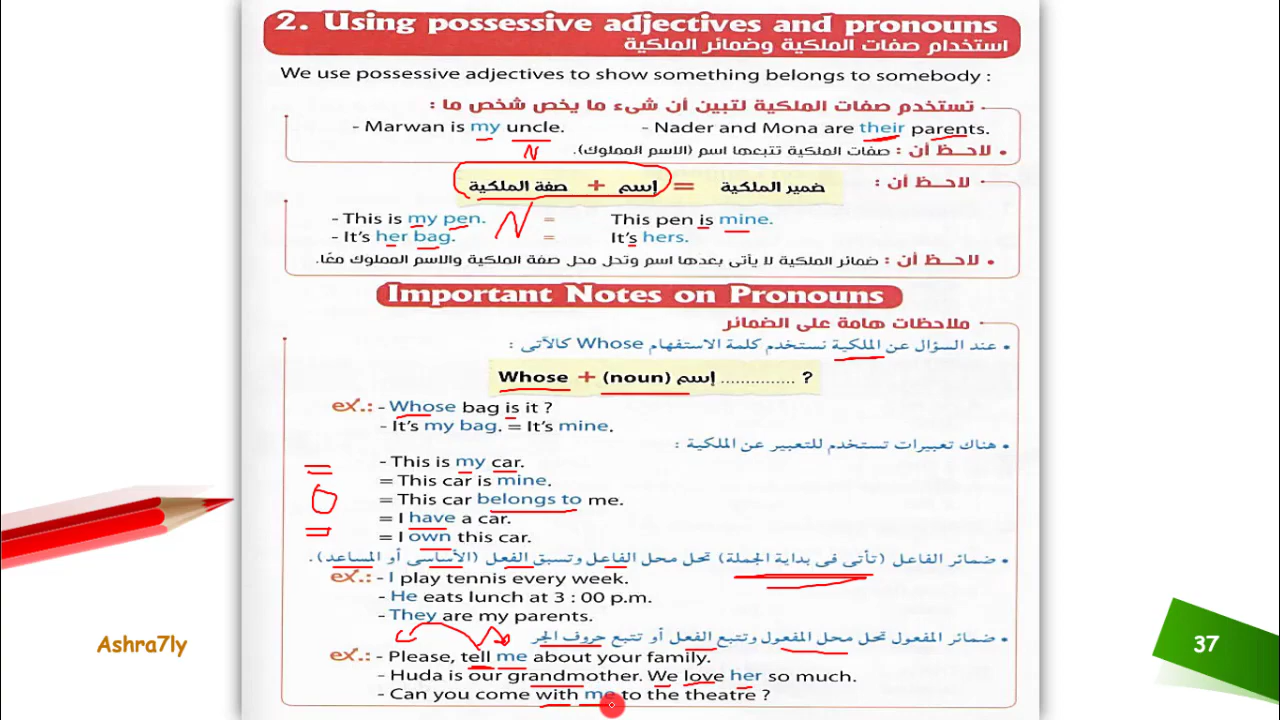 2. Using possessive adjectives and pronouns
استخدام صفات الملكية وضمائر الملكية
We use possessive adjectives to show something belongs to somebody :
تستخدم صفات الملكية لتبين أن شىء ما يخص شخص ما :
- Marwan is my uncle. - Nader and Mona are their parents.
N
• لاحــظ أن : صفات الملكية تتبعها اسم (الاسم المملوك).
لاحــظ أن :
صفة الملكية + إسم = ضمير الملكية
- This is my pen. = This pen is mine.
N
- It's her bag. = It's hers.
• لاحــظ أن : ضمائر الملكية لا يأتى بعدها اسم وتحل محل صفة الملكية والاسم المملوك معًا.
Important Notes on Pronouns
ملاحظات هامة على الضمائر
• عند السؤال عن الملكية نستخدم كلمة الاستفهام Whose كالآتى :
Whose + (noun) إسم ............... ?
ex.: - Whose bag is it ?
- It's my bag. = It's mine.
• هناك تعبيرات تستخدم للتعبير عن الملكية :
- This is my car.
= This car is mine.
= This car belongs to me.
= I have a car.
= I own this car.
• ضمائر الفاعل (تأتى فى بداية الجملة) تحل محل الفاعل وتسبق الفعل (الأساسى أو المساعد).
ex.: - I play tennis every week.
- He eats lunch at 3 : 00 p.m.
- They are my parents.
• ضمائر المفعول تحل محل المفعول وتتبع الفعل أو تتبع حروف الجر
ex.: - Please, tell me about your family.
- Huda is our grandmother. We love her so much.
- Can you come with me to the theatre ?
Ashra7ly
37